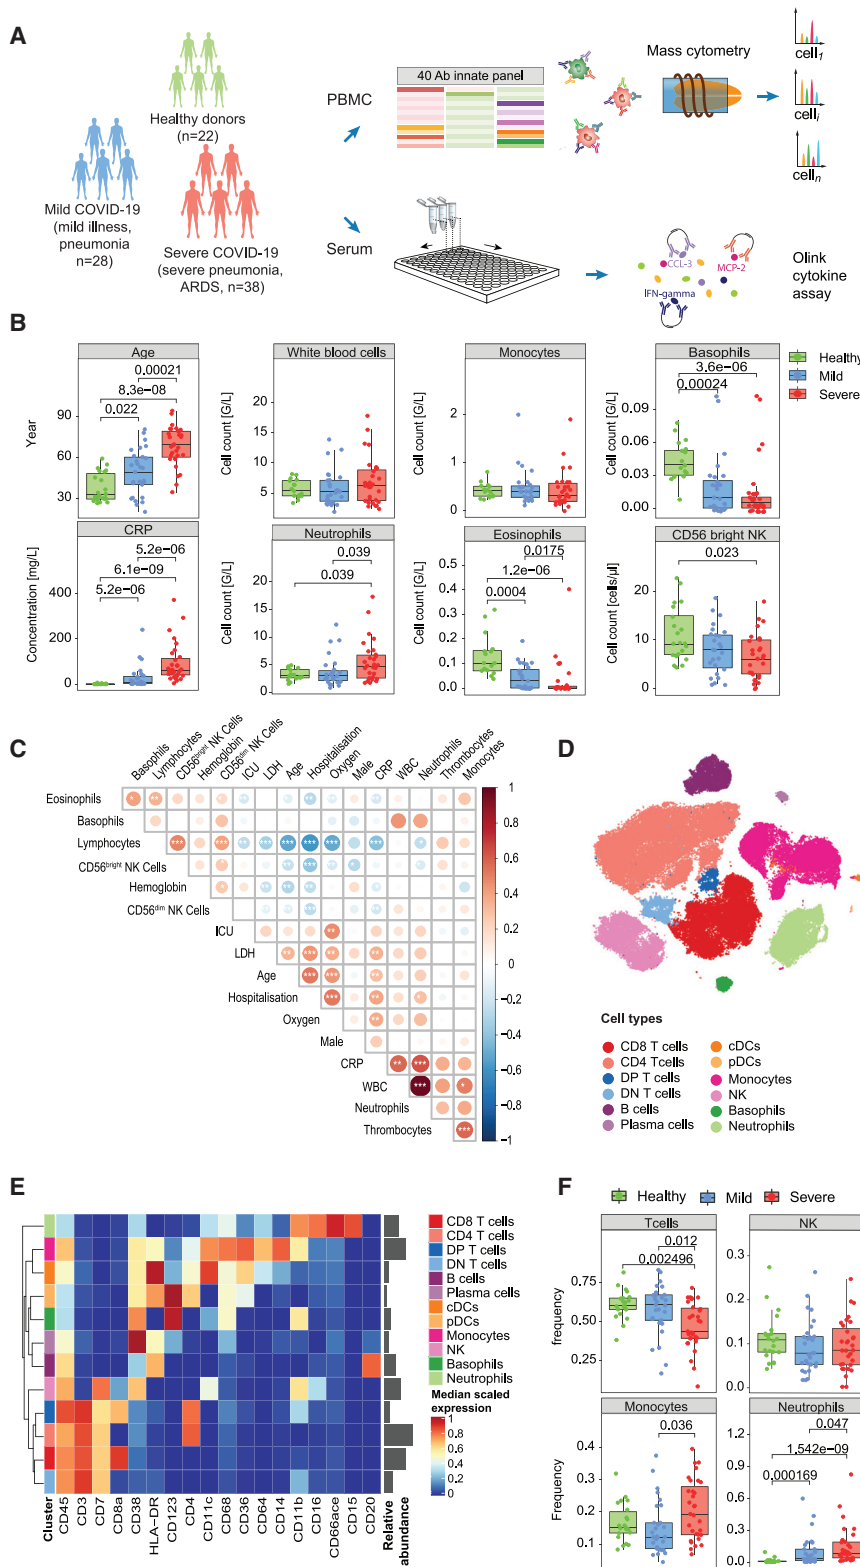 A
Healthy donors
(n=22)
Mild COVID-19
(mild illness,
pneumonia
n=28)
Severe COVID-19
(severe pneumonia,
ARDS, n=38)
PBMC
40 Ab innate panel
Mass cytometry
cell1
celli
celln
Serum
CCL-3
MCP-2
IFN-gamma
Olink
cytokine
assay
B
Age
Year
90
60
30
0.00021
8.3e-08
0.022
White blood cells
Cell count [G/L]
20
15
10
5
Monocytes
Cell count [G/L]
2
1
0
Basophils
Cell count [G/L]
0.09
0.06
0.03
0.00
3.6e-06
0.00024
Healthy
Mild
Severe
CRP
Concentration [mg/L]
400
200
0
5.2e-06
6.1e-09
5.2e-06
Neutrophils
Cell count [G/L]
20
15
10
5
0
0.039
0.039
Eosinophils
Cell count [G/L]
0.5
0.4
0.3
0.2
0.1
0.0
0.0175
1.2e-06
0.0004
CD56 bright NK
Cell count [cells/µl]
20
10
0
0.023
C
Basophils
Lymphocytes
CD56bright NK Cells
Hemoglobin
CD56dim NK Cells
ICU
LDH
Age
Hospitalisation
Oxygen
Male
CRP
WBC
Neutrophils
Thrombocytes
Monocytes
Eosinophils
Basophils
Lymphocytes
CD56bright NK Cells
Hemoglobin
CD56dim NK Cells
ICU
LDH
Age
Hospitalisation
Oxygen
Male
CRP
WBC
Neutrophils
Thrombocytes
1
0.8
0.6
0.4
0.2
0
−0.2
−0.4
−0.6
−0.8
−1
D
Cell types
CD8 T cells
CD4 Tcells
DP T cells
DN T cells
B cells
Plasma cells
cDCs
pDCs
Monocytes
NK
Basophils
Neutrophils
E
CD8 T cells
CD4 T cells
DP T cells
DN T cells
B cells
Plasma cells
cDCs
pDCs
Monocytes
NK
Basophils
Neutrophils
Median scaled
expression
1
0.8
0.6
0.4
0.2
0
Cluster
CD45
CD3
CD7
CD8a
CD38
HLA−DR
CD123
CD4
CD11c
CD68
CD36
CD64
CD14
CD11b
CD16
CD66ace
CD15
CD20
Relative
abundance
F
Healthy
Mild
Severe
Tcells
frequency
0.75
0.50
0.25
0.012
0.002496
NK
0.3
0.2
0.1
0.0
Monocytes
Frequency
0.4
0.3
0.2
0.1
0.036
Neutrophils
1.0
0.5
0.0
0.047
1.542e−09
0.000169